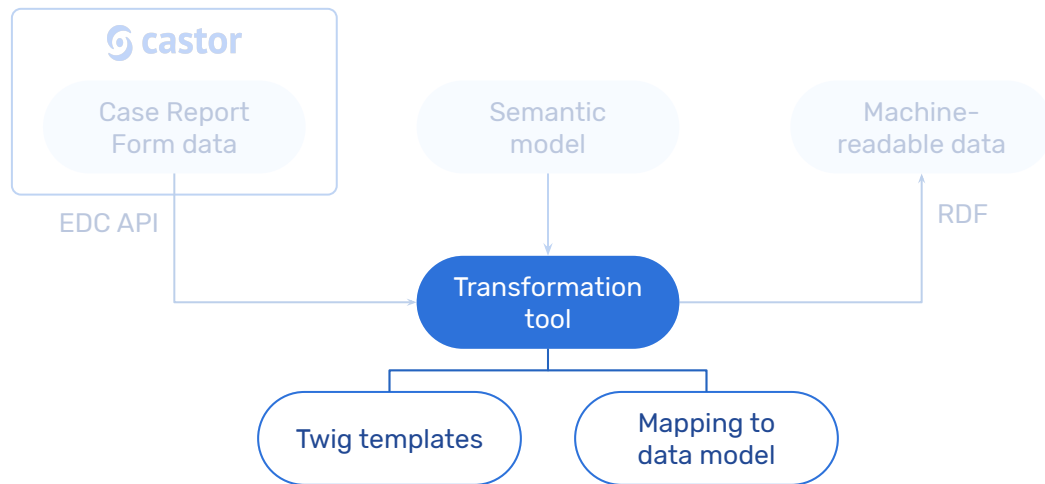 castor
Case Report
Form data
Semantic
model
Machine-
readable data
EDC API
RDF
Transformation
tool
Twig templates
Mapping to
data model